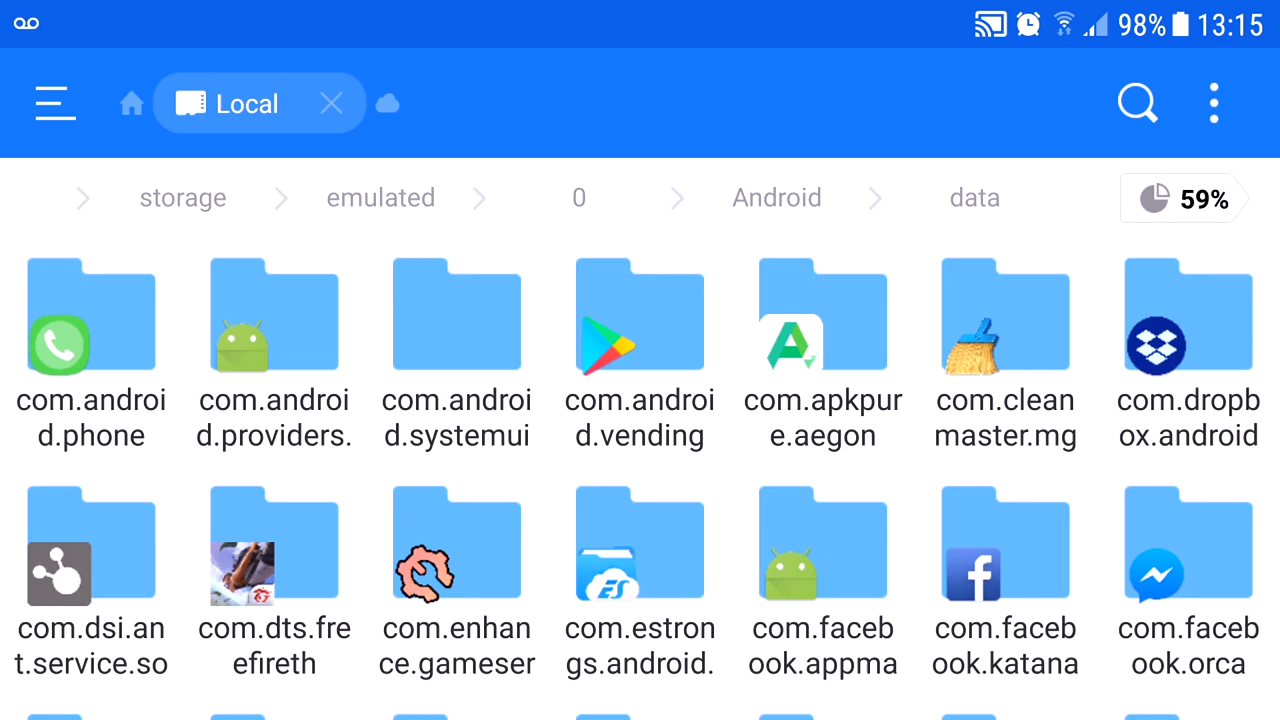 98% 13:15
Local
storage emulated 0 Android data 59%
com.androi com.androi com.androi com.androi com.apkpur com.clean com.dropb
d.phone d.providers. d.systemui d.vending e.aegon master.mg ox.android
com.dsi.an com.dts.fre com.enhan com.estron com.faceb com.faceb com.faceb
t.service.so efireth ce.gameser gs.android. ook.appma ook.katana ook.orca